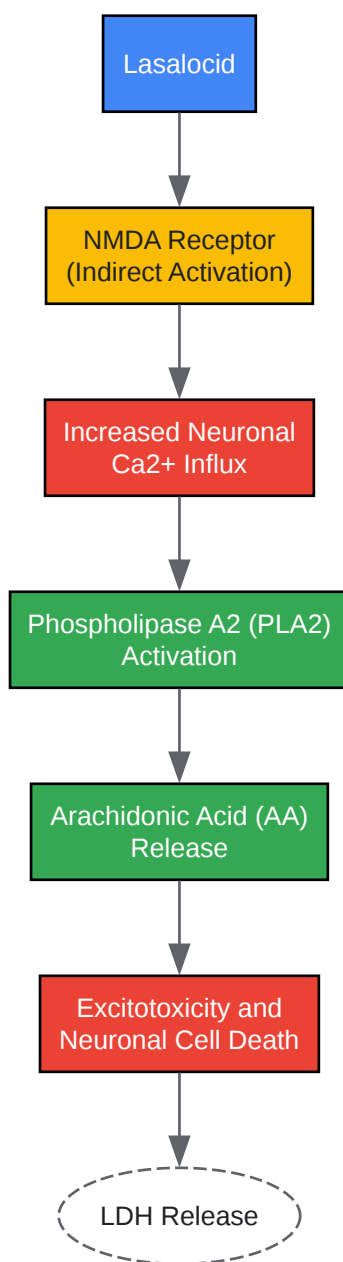 Lasalocid
NMDA Receptor
(Indirect Activation)
Increased Neuronal
Ca2+ Influx
Phospholipase A2 (PLA2)
Activation
Arachidonic Acid (AA)
Release
Excitotoxicity and
Neuronal Cell Death
LDH Release